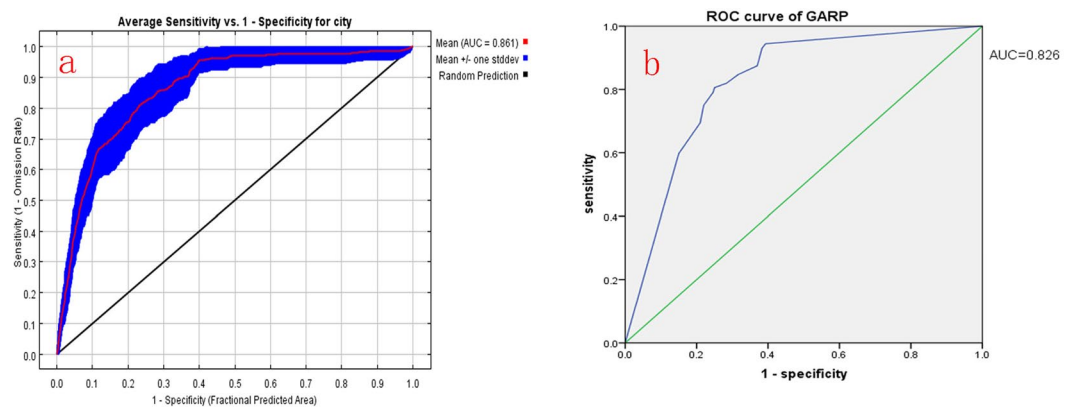 Average Sensitivity vs. 1 - Specificity for city
a
Mean (AUC = 0.861)
Mean +/- one stddev
Random Prediction
1.0
0.9
0.8
0.7
0.6
0.5
0.4
0.3
0.2
0.1
0.0
Sensitivity (1 - Omission Rate)
0.0 0.1 0.2 0.3 0.4 0.5 0.6 0.7 0.8 0.9 1.0
1 - Specificity (Fractional Predicted Area)
ROC curve of GARP
b
AUC=0.826
1.0
0.8
0.6
0.4
0.2
0.0
sensitivity
0.0 0.2 0.4 0.6 0.8 1.0
1 - specificity